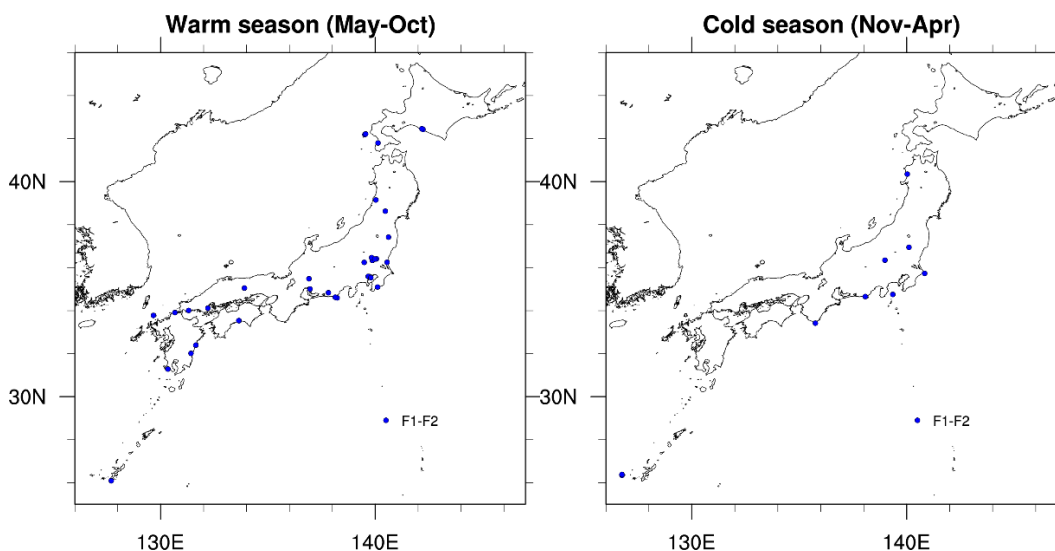 Warm season (May-Oct)
Cold season (Nov-Apr)
40N
40N
30N
30N
F1-F2
F1-F2
130E
140E
130E
140E